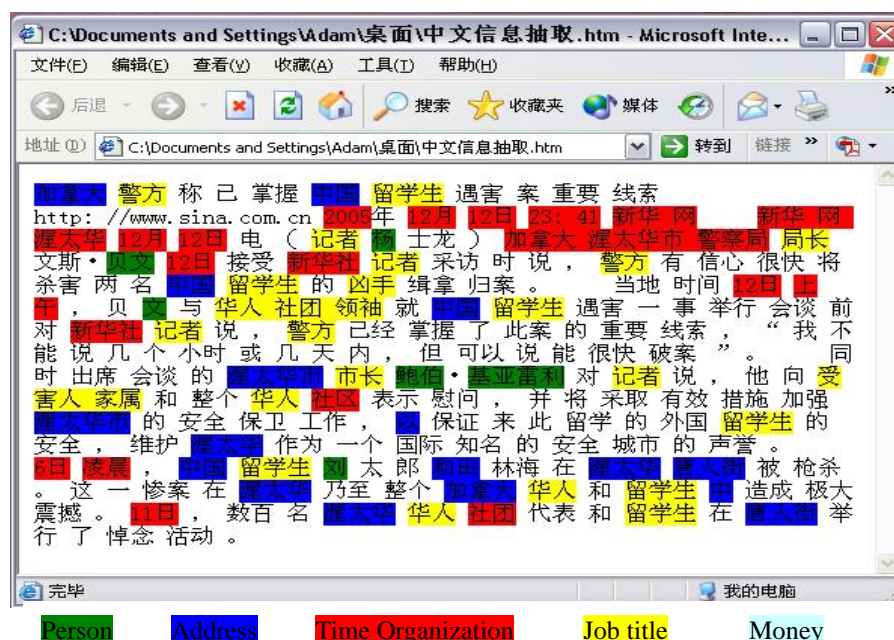 C:\Documents and Settings\Adam\桌面\中文信息抽取.htm - Microsoft Inte...
文件(F) 编辑(E) 查看(V) 收藏(A) 工具(T) 帮助(H)
后退 搜索 收藏夹 媒体 »
地址(D) C:\Documents and Settings\Adam\桌面\中文信息抽取.htm 转到 链接 »
加拿大 警方 称 已 掌握 中国 留学生 遇害 案 重要 线索
http: //www.sina.com.cn 2005年 12月 12日 23: 41 新华 网 新华 网
渥太华 12月 12日 电 ( 记者 杨 士龙 ) 加拿大 渥太华市 警察局 局长
文斯·贝文 12日 接受 新华社 记者 采访 时 说 , 警方 有 信心 很快 将
杀害 两 名 中国 留学生 的 凶手 缉拿 归案 。 当地 时间 12日 上
午 , 贝 文 与 华人 社团 领袖 就 中国 留学生 遇害 一 事 举行 会谈 前
对 新华社 记者 说 , 警方 已经 掌握 了 此案 的 重要 线索 , “ 我 不
能 说 几 个 小时 或 几 天 内 , 但 可以 说 能 很快 破案 ” 。 同
时 出席 会谈 的 渥太华市 市长 鲍伯·基亚雷利 对 记者 说 , 他 向 受
害人 家属 和 整个 华人 社区 表示 慰问 , 并 将 采取 有效 措施 加强
渥太华市 的 安全 保卫 工作 , 以 保证 来 此 留学 的 外国 留学生 的
安全 , 维护 渥太华 作为 一个 国际 知名 的 安全 城市 的 声誉 。
6日 凌晨 , 中国 留学生 刘 太 郎 和田 林海 在 渥太华 唐人街 被 枪杀
。 这 一 惨案 在 渥太华 乃至 整个 加拿大 华人 和 留学生 中 造成 极大
震撼 。 11日 , 数百 名 渥太华 华人 社团 代表 和 留学生 在 唐人街 举
行 了 悼念 活动 。
完毕 我的电脑
Person Address Time Organization Job title Money